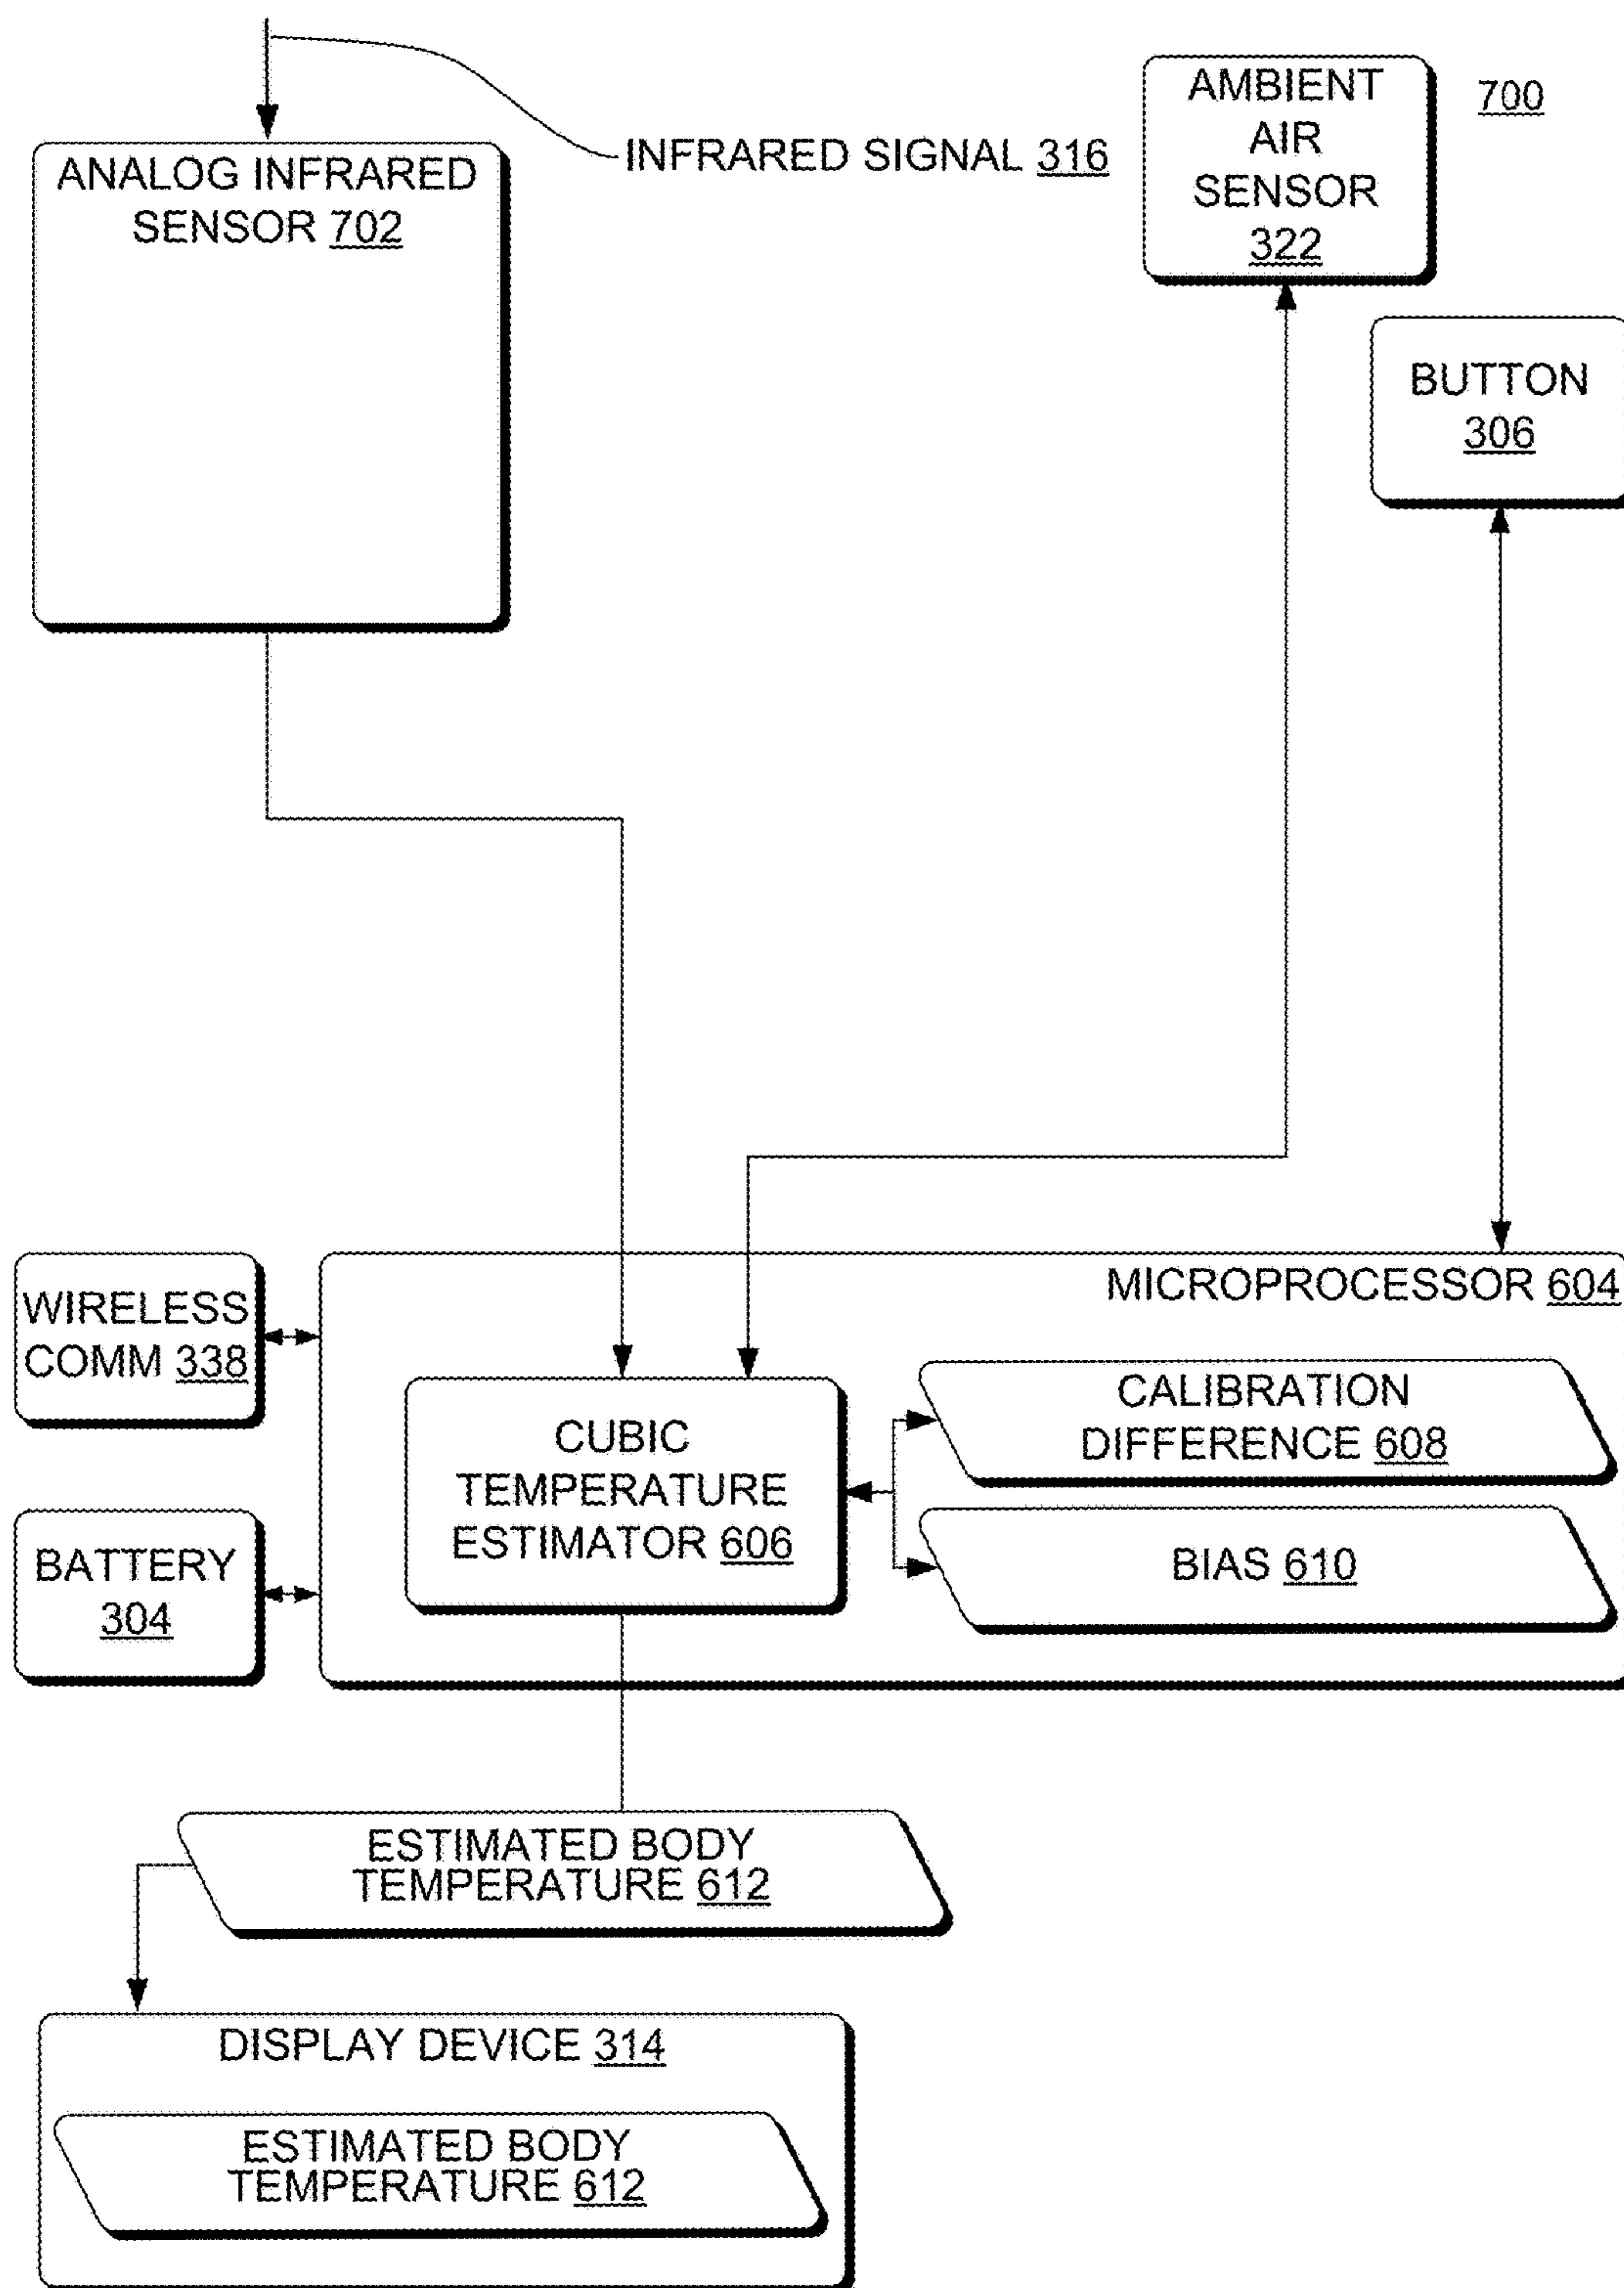 AMBIENT
AIR
SENSOR
322
700
ANALOG INFRARED
SENSOR 702
INFRARED SIGNAL 316
BUTTON
306
MICROPROCESSOR 604
WIRELESS
COMM 338
CUBIC
TEMPERATURE
ESTIMATOR 606
CALIBRATION
DIFFERENCE 608
BIAS 610
BATTERY
304
ESTIMATED BODY
TEMPERATURE 612
DISPLAY DEVICE 314
ESTIMATED BODY
TEMPERATURE 612